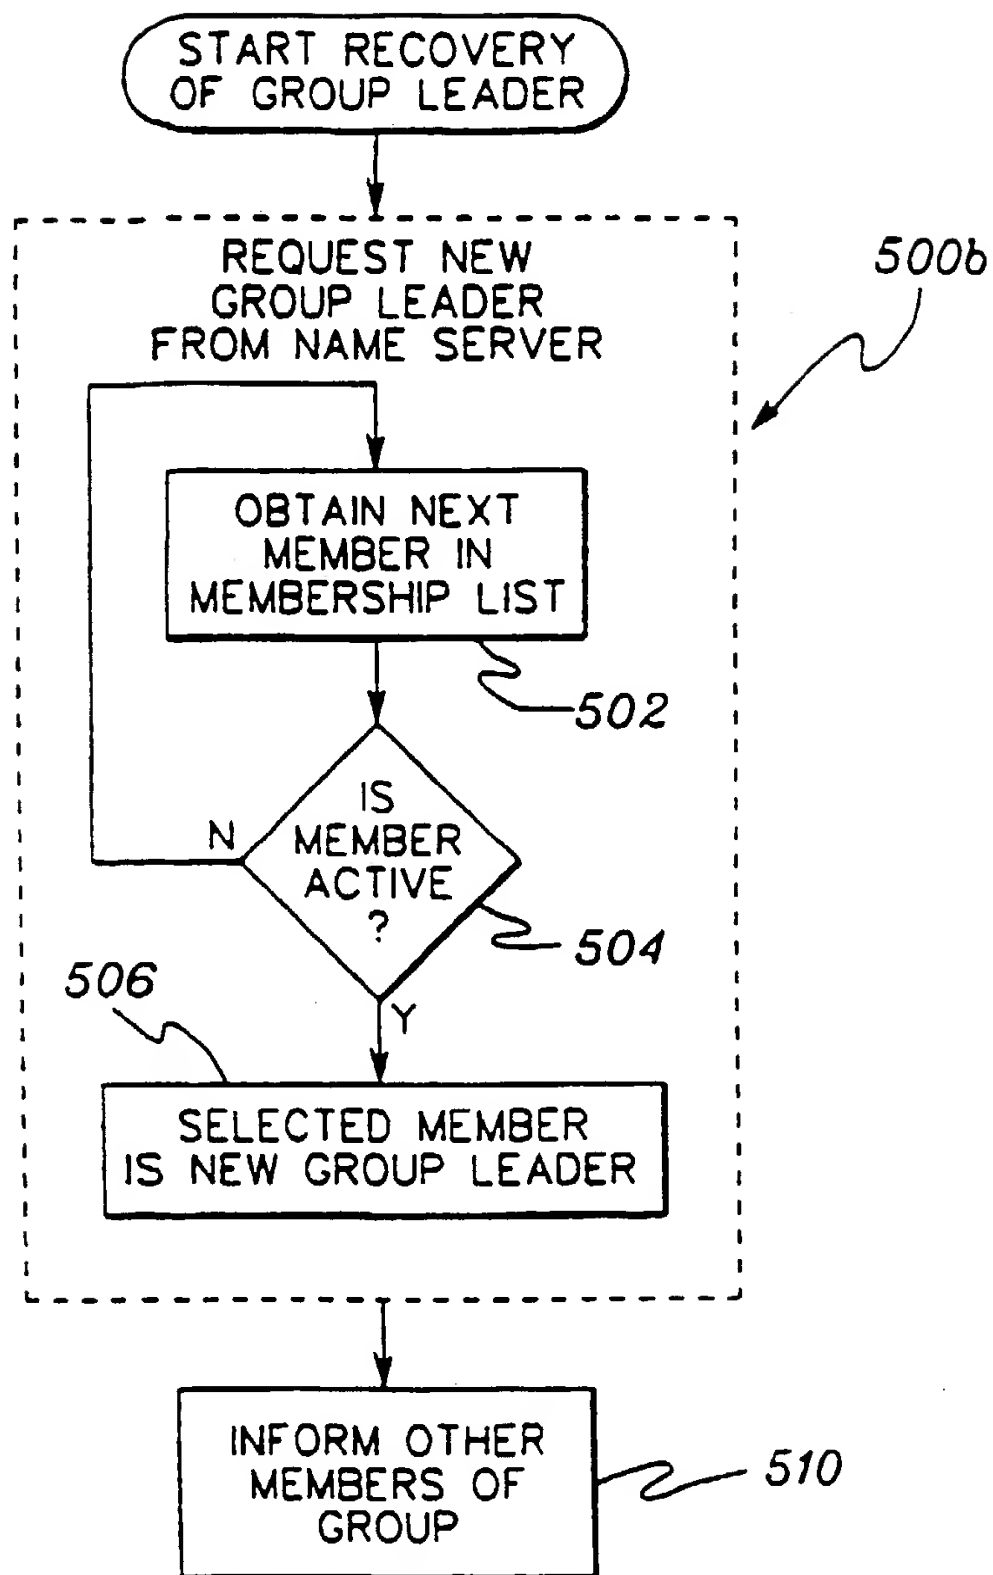 START RECOVERY
OF GROUP LEADER
REQUEST NEW
GROUP LEADER
FROM NAME SERVER
500b
OBTAIN NEXT
MEMBER IN
MEMBERSHIP LIST
502
IS
MEMBER
ACTIVE
?
N
504
Y
506
SELECTED MEMBER
IS NEW GROUP LEADER
INFORM OTHER
MEMBERS OF
GROUP
510